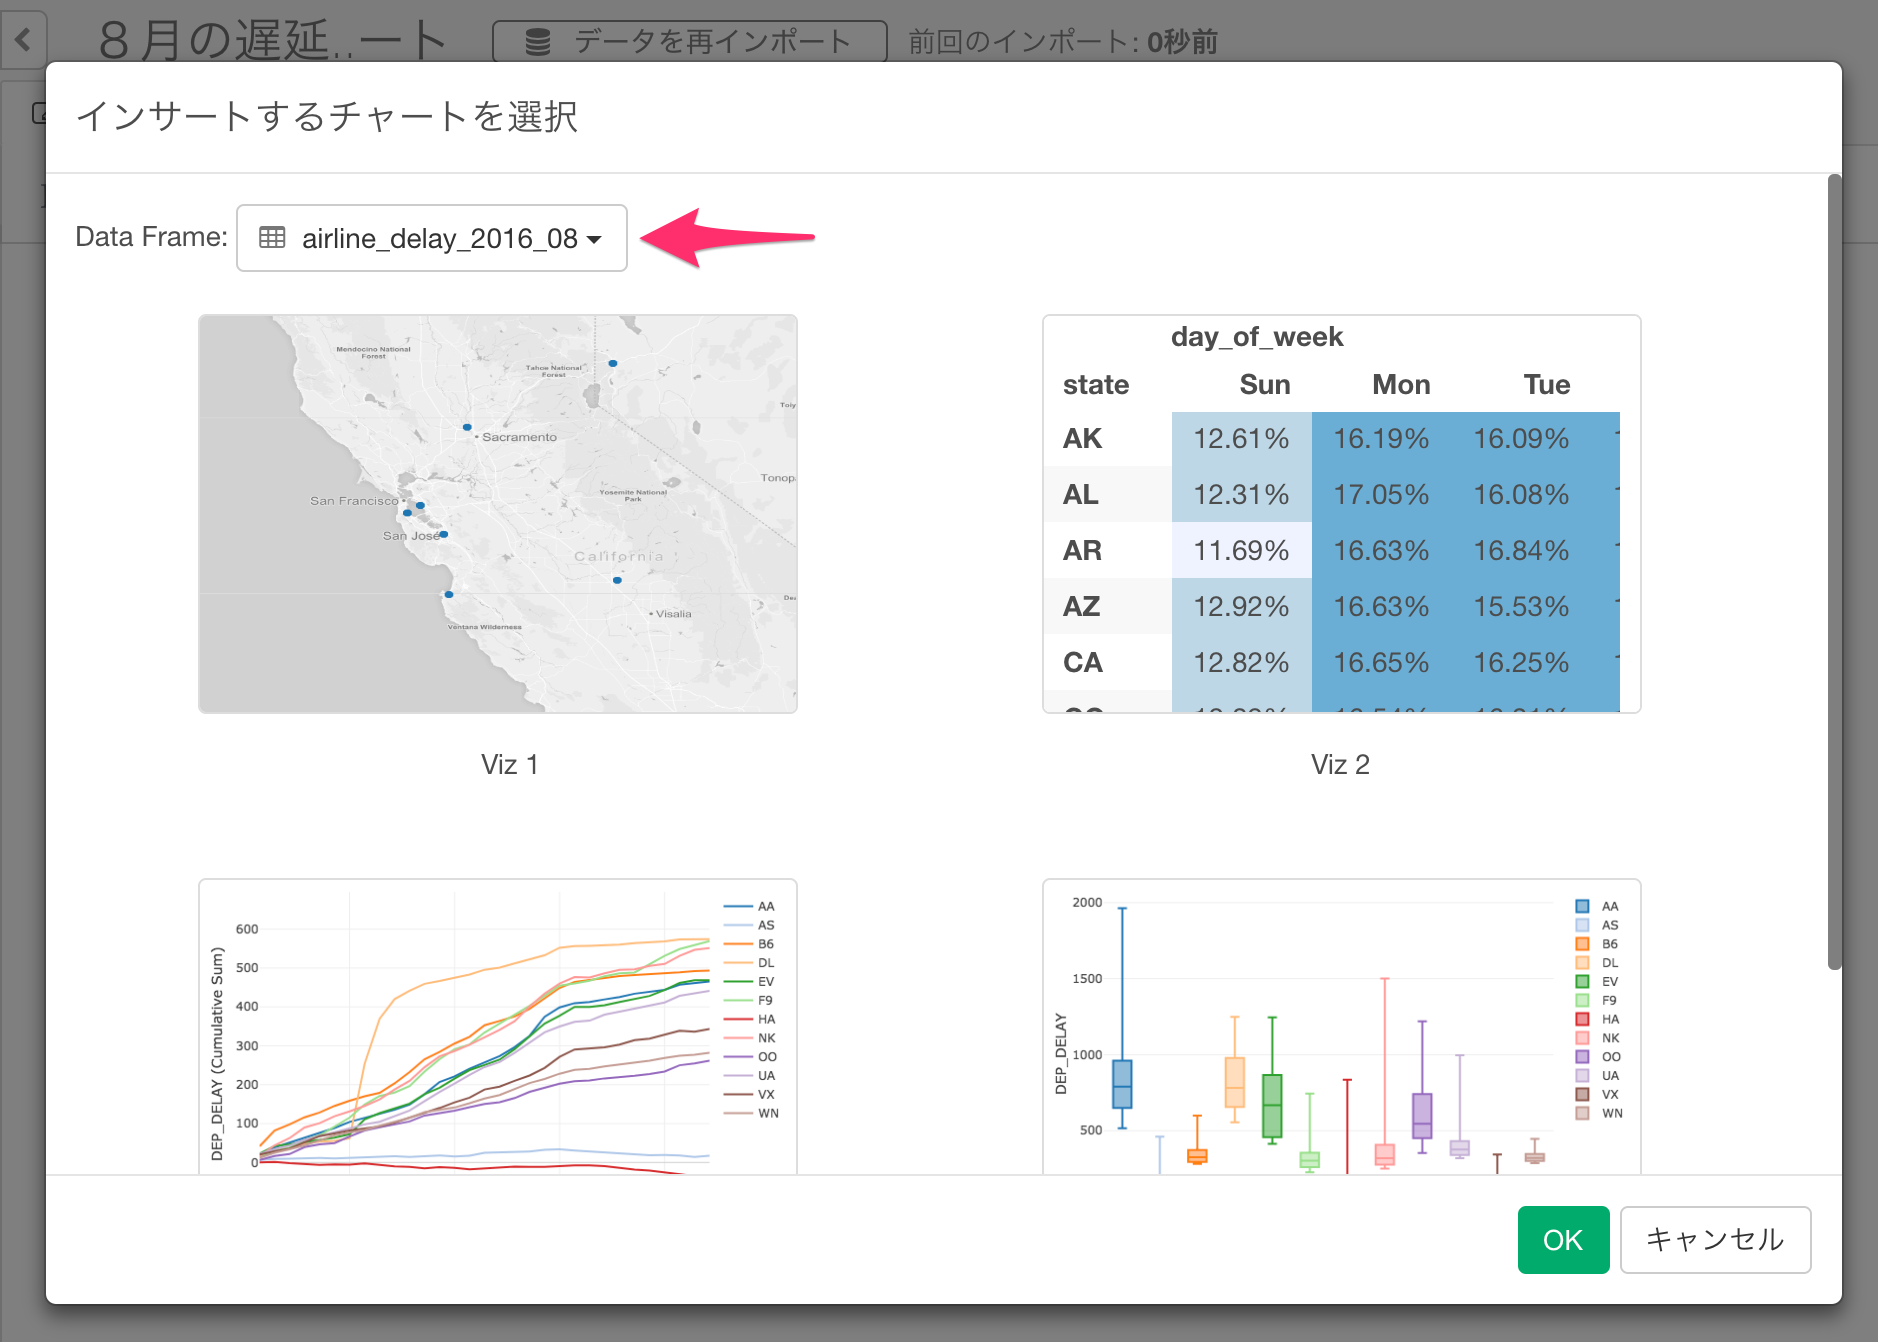 ８月の遅延..ート
データを再インポート
前回のインポート: 0秒前
インサートするチャートを選択
Data Frame:
airline_delay_2016_08
Mendocino National
Forest
Tahoe National
Forest
Toiy
Sacramento
Tonop
San Francisco
Yosemite National
Park
San José
California
Visalia
Ventana Wilderness
Viz 1
day_of_week
state Sun Mon Tue
AK 12.61% 16.19% 16.09%
AL 12.31% 17.05% 16.08%
AR 11.69% 16.63% 16.84%
AZ 12.92% 16.63% 15.53%
CA 12.82% 16.65% 16.25%
Viz 2
DEP_DELAY (Cumulative Sum)
600
500
400
300
200
100
0
AA
AS
B6
DL
EV
F9
HA
NK
OO
UA
VX
WN
DEP_DELAY
2000
1500
1000
500
AA
AS
B6
DL
EV
F9
HA
NK
OO
UA
VX
WN
OK
キャンセル